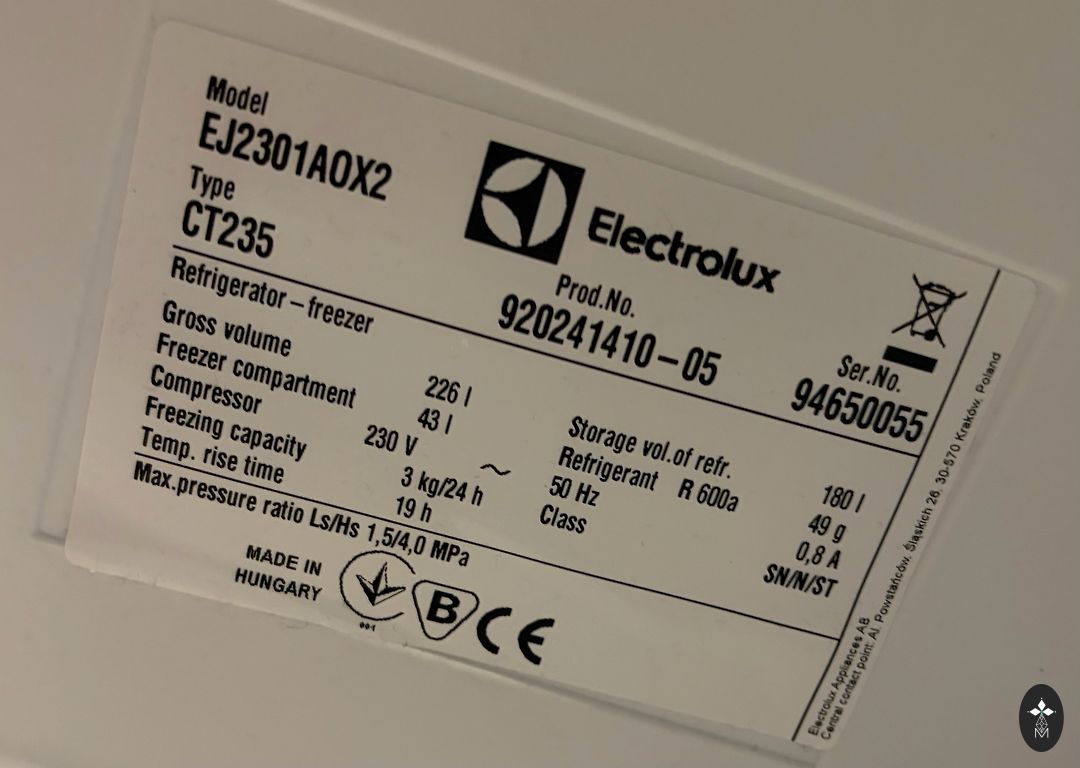 Model
EJ2301AOX2
Type
CT235
Electrolux
Prod.No.
920241410-05
Ser.No.
94650055
Refrigerator – freezer
Gross volume 226 l
Freezer compartment 43 l
Compressor 230 V ~
Freezing capacity 3 kg/24 h
Temp. rise time 19 h
Storage vol.of refr. 180 l
Refrigerant R 600a 49 g
50 Hz 0,8 A
Class SN/N/ST
Max.pressure ratio Ls/Hs 1,5/4,0 MPa
MADE IN
HUNGARY
001
B
CE
Electrolux Appliances AB
Central contact point: Al. Powstańców. Śląskich 26, 30-570 Kraków, Poland
M